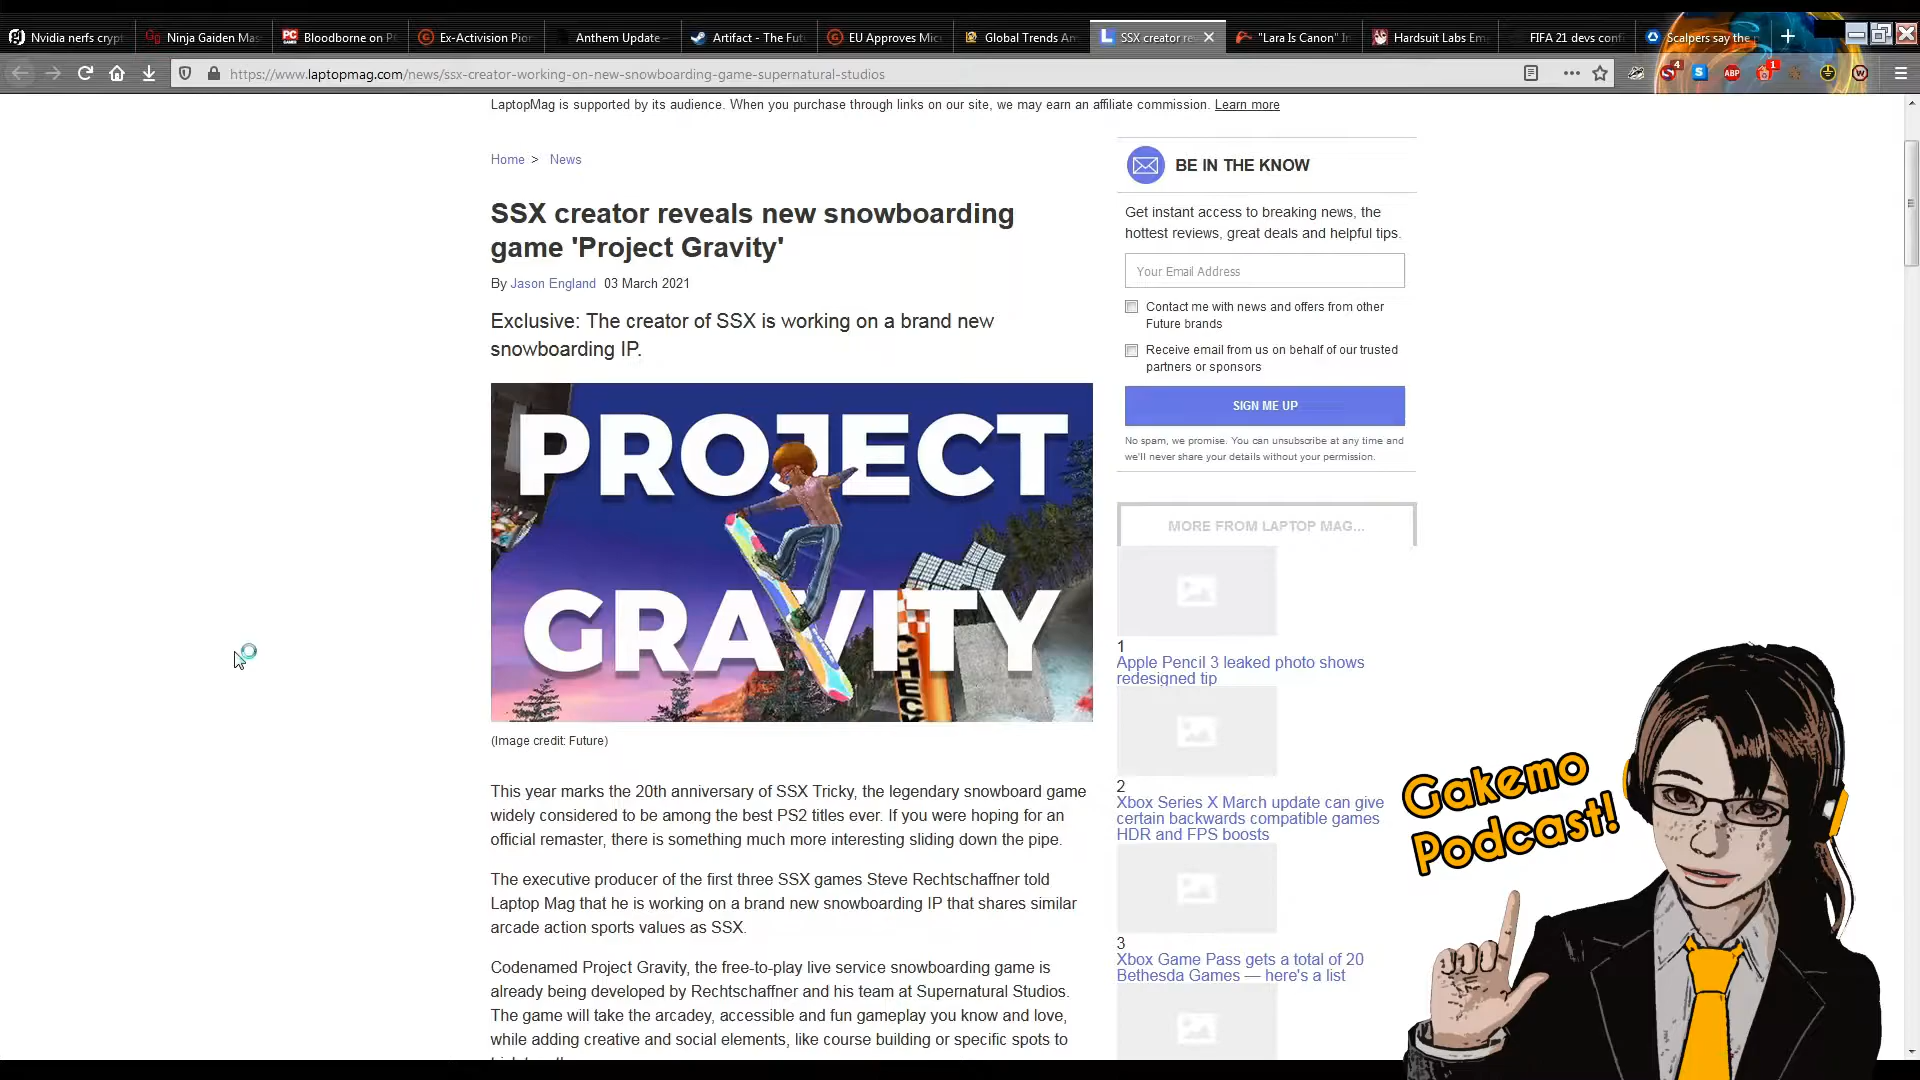 Nvidia nerfs crypt
Ninja Gaiden Mas
Bloodborne on P
Ex-Activision Pion
Anthem Update –
Artifact - The Futu
EU Approves Mic
Global Trends An
SSX creator re
"Lara Is Canon" In
Hardsuit Labs Em
FIFA 21 devs conf
Scalpers say the p
https://www.laptopmag.com/news/ssx-creator-working-on-new-snowboarding-game-supernatural-studios
4
S
ABP
1
LaptopMag is supported by its audience. When you purchase through links on our site, we may earn an affiliate commission. Learn more
Home > News
SSX creator reveals new snowboarding
game 'Project Gravity'
By Jason England 03 March 2021
Exclusive: The creator of SSX is working on a brand new
snowboarding IP.
PROJECT
GRAVITY
CHECK
(Image credit: Future)
This year marks the 20th anniversary of SSX Tricky, the legendary snowboard game
widely considered to be among the best PS2 titles ever. If you were hoping for an
official remaster, there is something much more interesting sliding down the pipe.
The executive producer of the first three SSX games Steve Rechtschaffner told
Laptop Mag that he is working on a brand new snowboarding IP that shares similar
arcade action sports values as SSX.
Codenamed Project Gravity, the free-to-play live service snowboarding game is
already being developed by Rechtschaffner and his team at Supernatural Studios.
The game will take the arcadey, accessible and fun gameplay you know and love,
while adding creative and social elements, like course building or specific spots to
BE IN THE KNOW
Get instant access to breaking news, the
hottest reviews, great deals and helpful tips.
Your Email Address
Contact me with news and offers from other
Future brands
Receive email from us on behalf of our trusted
partners or sponsors
SIGN ME UP
No spam, we promise. You can unsubscribe at any time and
we'll never share your details without your permission.
MORE FROM LAPTOP MAG...
1
Apple Pencil 3 leaked photo shows
redesigned tip
2
Xbox Series X March update can give
certain backwards compatible games
HDR and FPS boosts
3
Xbox Game Pass gets a total of 20
Bethesda Games — here's a list
Gakemo
Podcast!